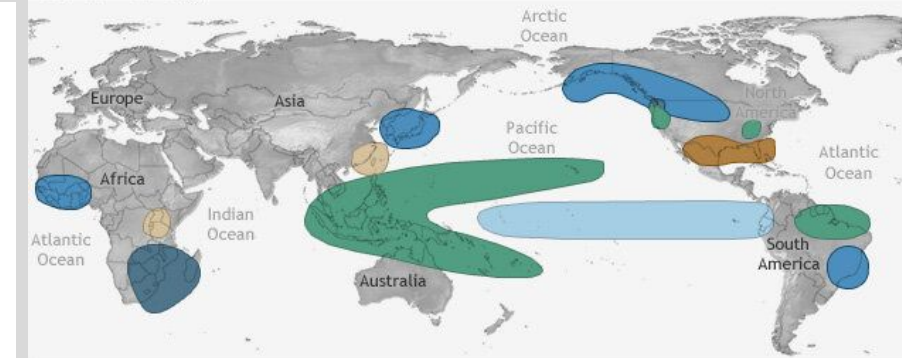 Arctic
Ocean
Europe
Asia
North
America
Pacific
Ocean
Atlantic
Ocean
Africa
Indian
Ocean
Atlantic
Ocean
South
America
Australia